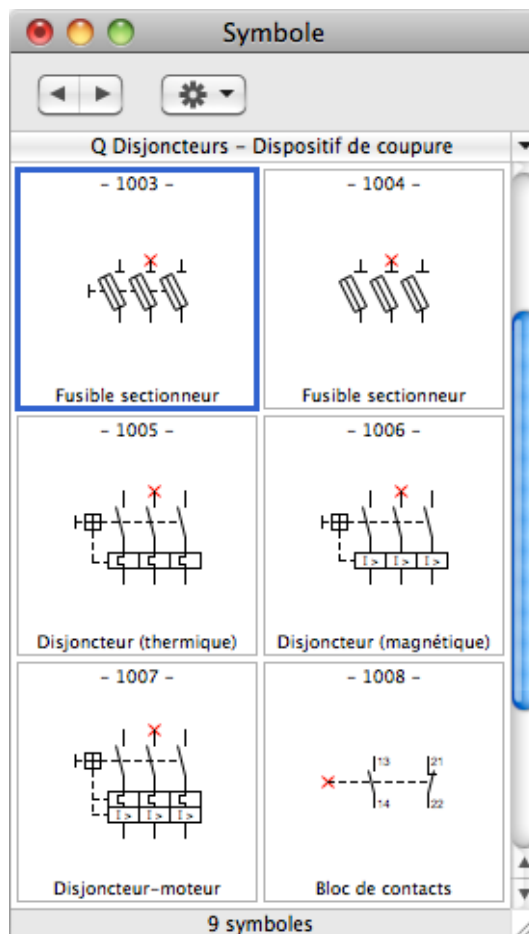 Symbole
Q Disjoncteurs – Dispositif de coupure
- 1003 -
Fusible sectionneur
- 1004 -
Fusible sectionneur
- 1005 -
Disjoncteur (thermique)
- 1006 -
I> I> I>
Disjoncteur (magnétique)
- 1007 -
I> I> I>
Disjoncteur-moteur
- 1008 -
13 21
14 22
Bloc de contacts
9 symboles